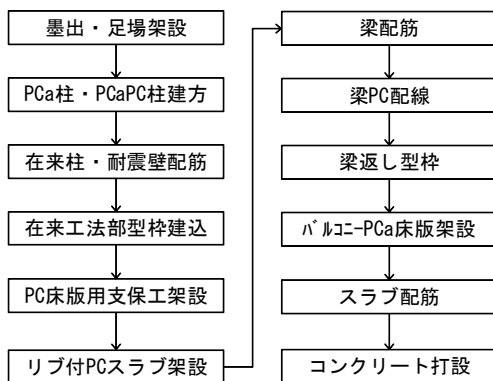 墨出・足場架設
PCa柱・PCaPC柱建方
在来柱・耐震壁配筋
在来工法部型枠建込
PC床版用支保工架設
リブ付PCスラブ架設
梁配筋
梁PC配線
梁返し型枠
ﾊﾞﾙｺﾆｰPCa床版架設
スラブ配筋
コンクリート打設